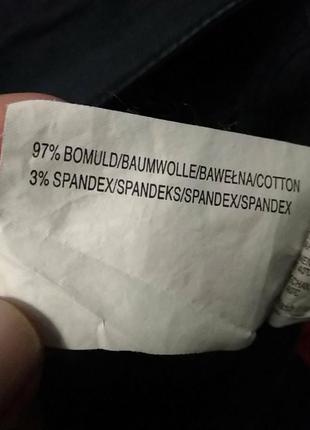 97% BOMULD/BAUMWOLLE/BAWEŁNA/COTTON
3% SPANDEX/SPANDEKS/SPANDEX/SPANDEX